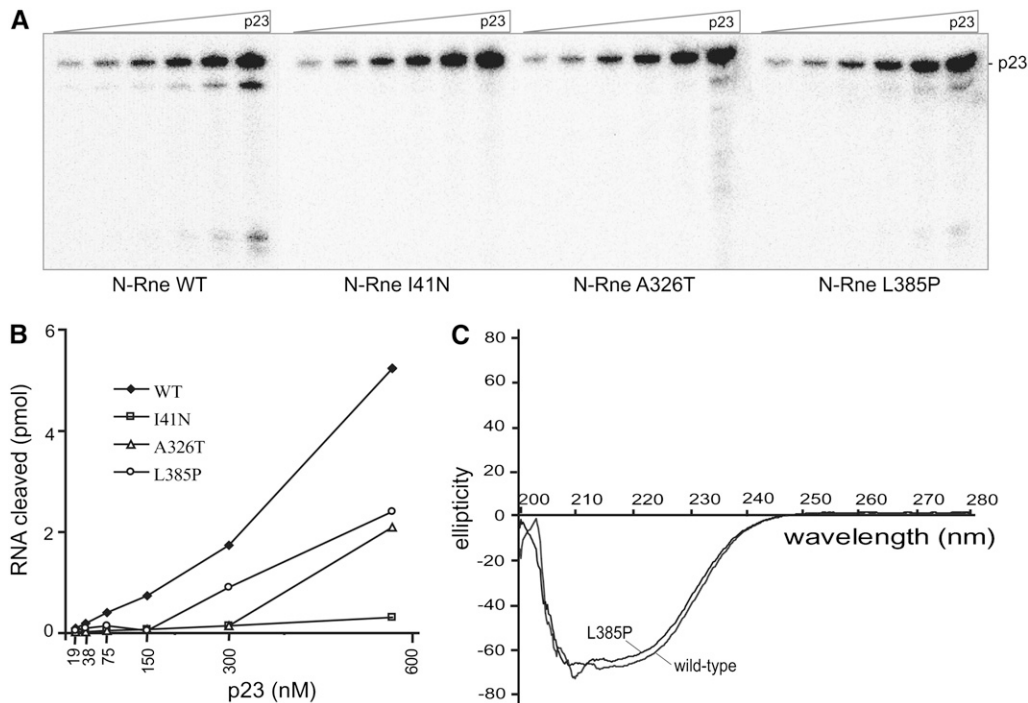 A
p23 p23 p23 p23
- p23
N-Rne WT N-Rne I41N N-Rne A326T N-Rne L385P
B
6
4
2
0
RNA cleaved (pmol)
WT
I41N
A326T
L385P
19 38 75 150 300 600
p23 (nM)
C
80
60
40
20
0
-20
-40
-60
-80
ellipticity
200 210 220 230 240 250 260 270 280
wavelength (nm)
L385P
wild-type